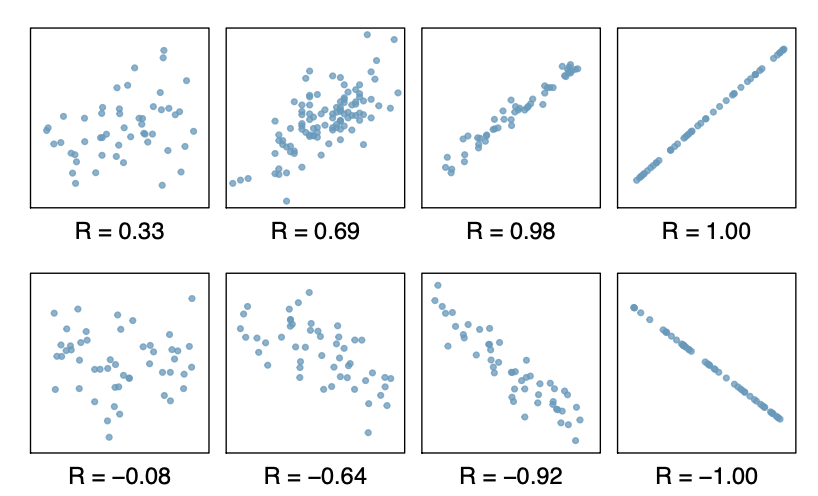 R = 0.33
R = 0.69
R = 0.98
R = 1.00
R = −0.08
R = −0.64
R = −0.92
R = −1.00